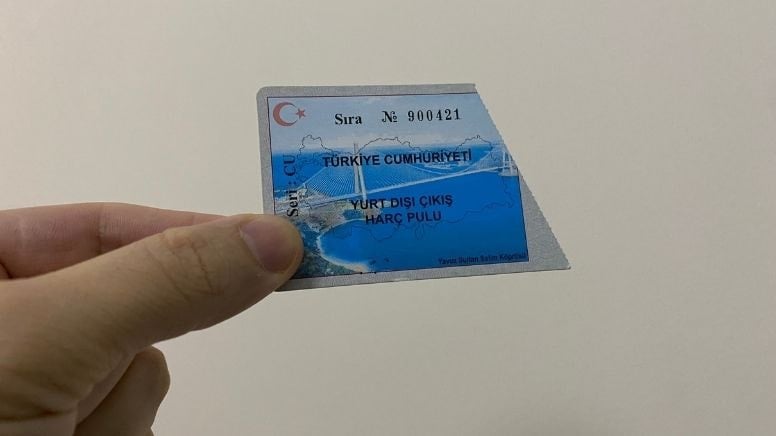 Sıra № 900421
Seri : CU
TÜRKİYE CUMHURİYETİ
YURT DIŞI ÇIKIŞ
HARÇ PULU
Yavuz Sultan Selim Köprüsü